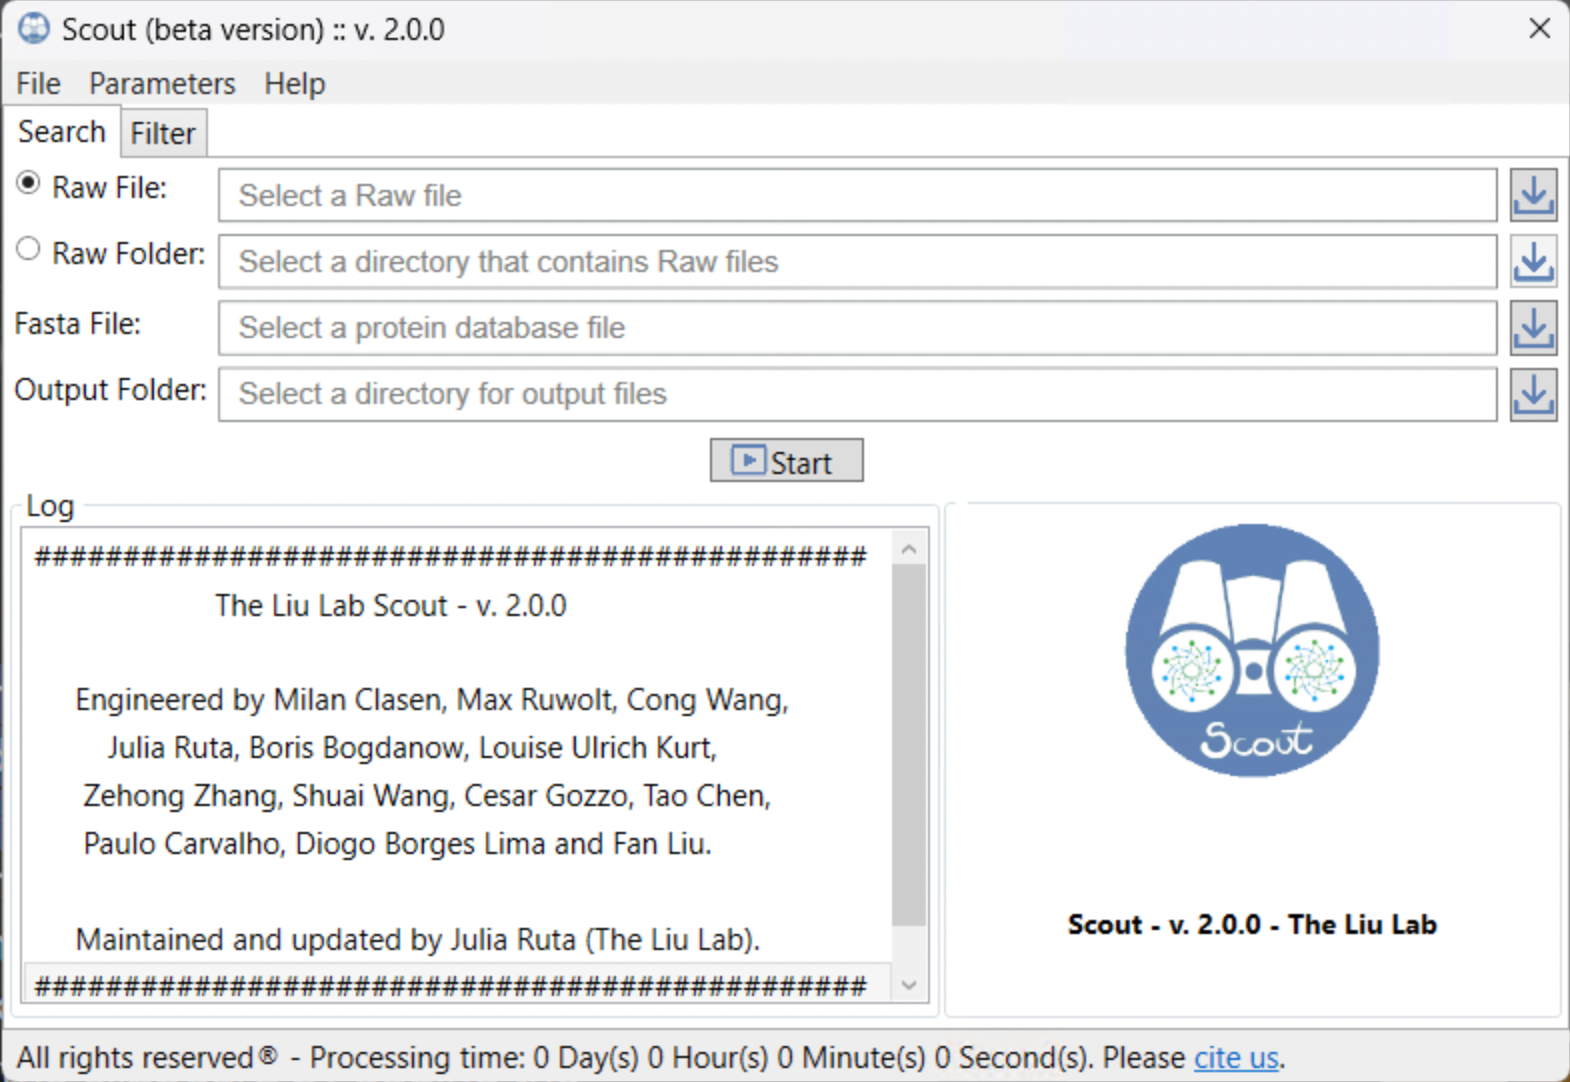 Scout (beta version) :: v. 2.0.0
File Parameters Help
Search Filter
Raw File: Select a Raw file
Raw Folder: Select a directory that contains Raw files
Fasta File: Select a protein database file
Output Folder: Select a directory for output files
Start
Log
###############################################
The Liu Lab Scout - v. 2.0.0
Engineered by Milan Clasen, Max Ruwolt, Cong Wang,
Julia Ruta, Boris Bogdanow, Louise Ulrich Kurt,
Zehong Zhang, Shuai Wang, Cesar Gozzo, Tao Chen,
Paulo Carvalho, Diogo Borges Lima and Fan Liu.
Maintained and updated by Julia Ruta (The Liu Lab).
###############################################
Scout
Scout - v. 2.0.0 - The Liu Lab
All rights reserved® - Processing time: 0 Day(s) 0 Hour(s) 0 Minute(s) 0 Second(s). Please cite us.